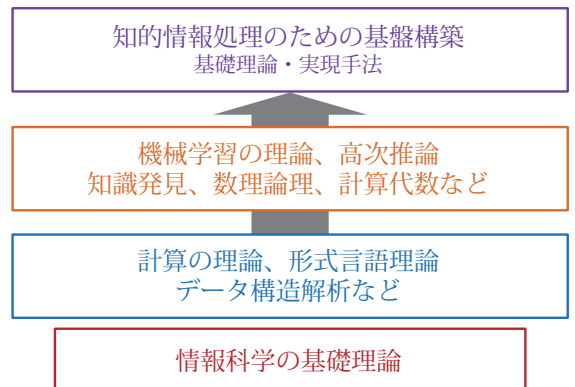 知的情報処理のための基盤構築
基礎理論・実現手法
機械学習の理論、高次推論
知識発見、数理論理、計算代数など
計算の理論、形式言語理論
データ構造解析など
情報科学の基礎理論